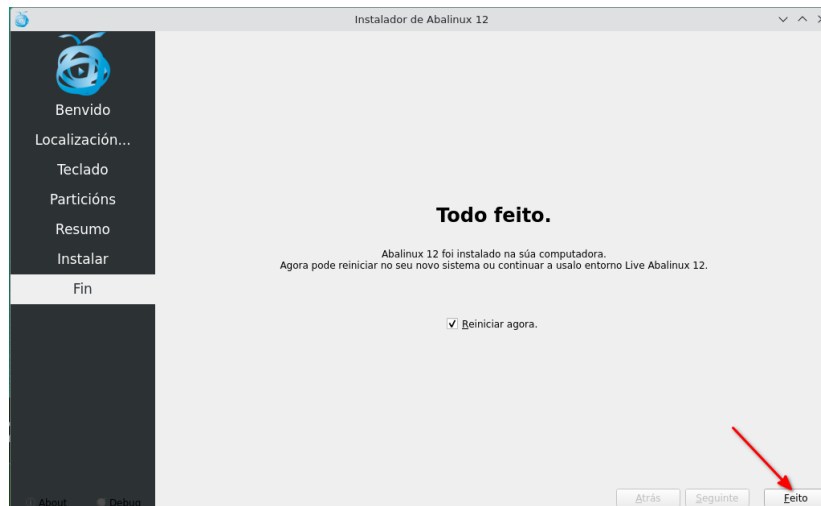 Instalador de Abalinux 12
Benvido
Localización...
Teclado
Particións
Resumo
Instalar
Fin
Todo feito.
Abalinux 12 foi instalado na súa computadora.
Agora pode reiniciar no seu novo sistema ou continuar a usalo entorno Live Abalinux 12.
Reiniciar agora.
About Debug
Atrás Seguinte Feito